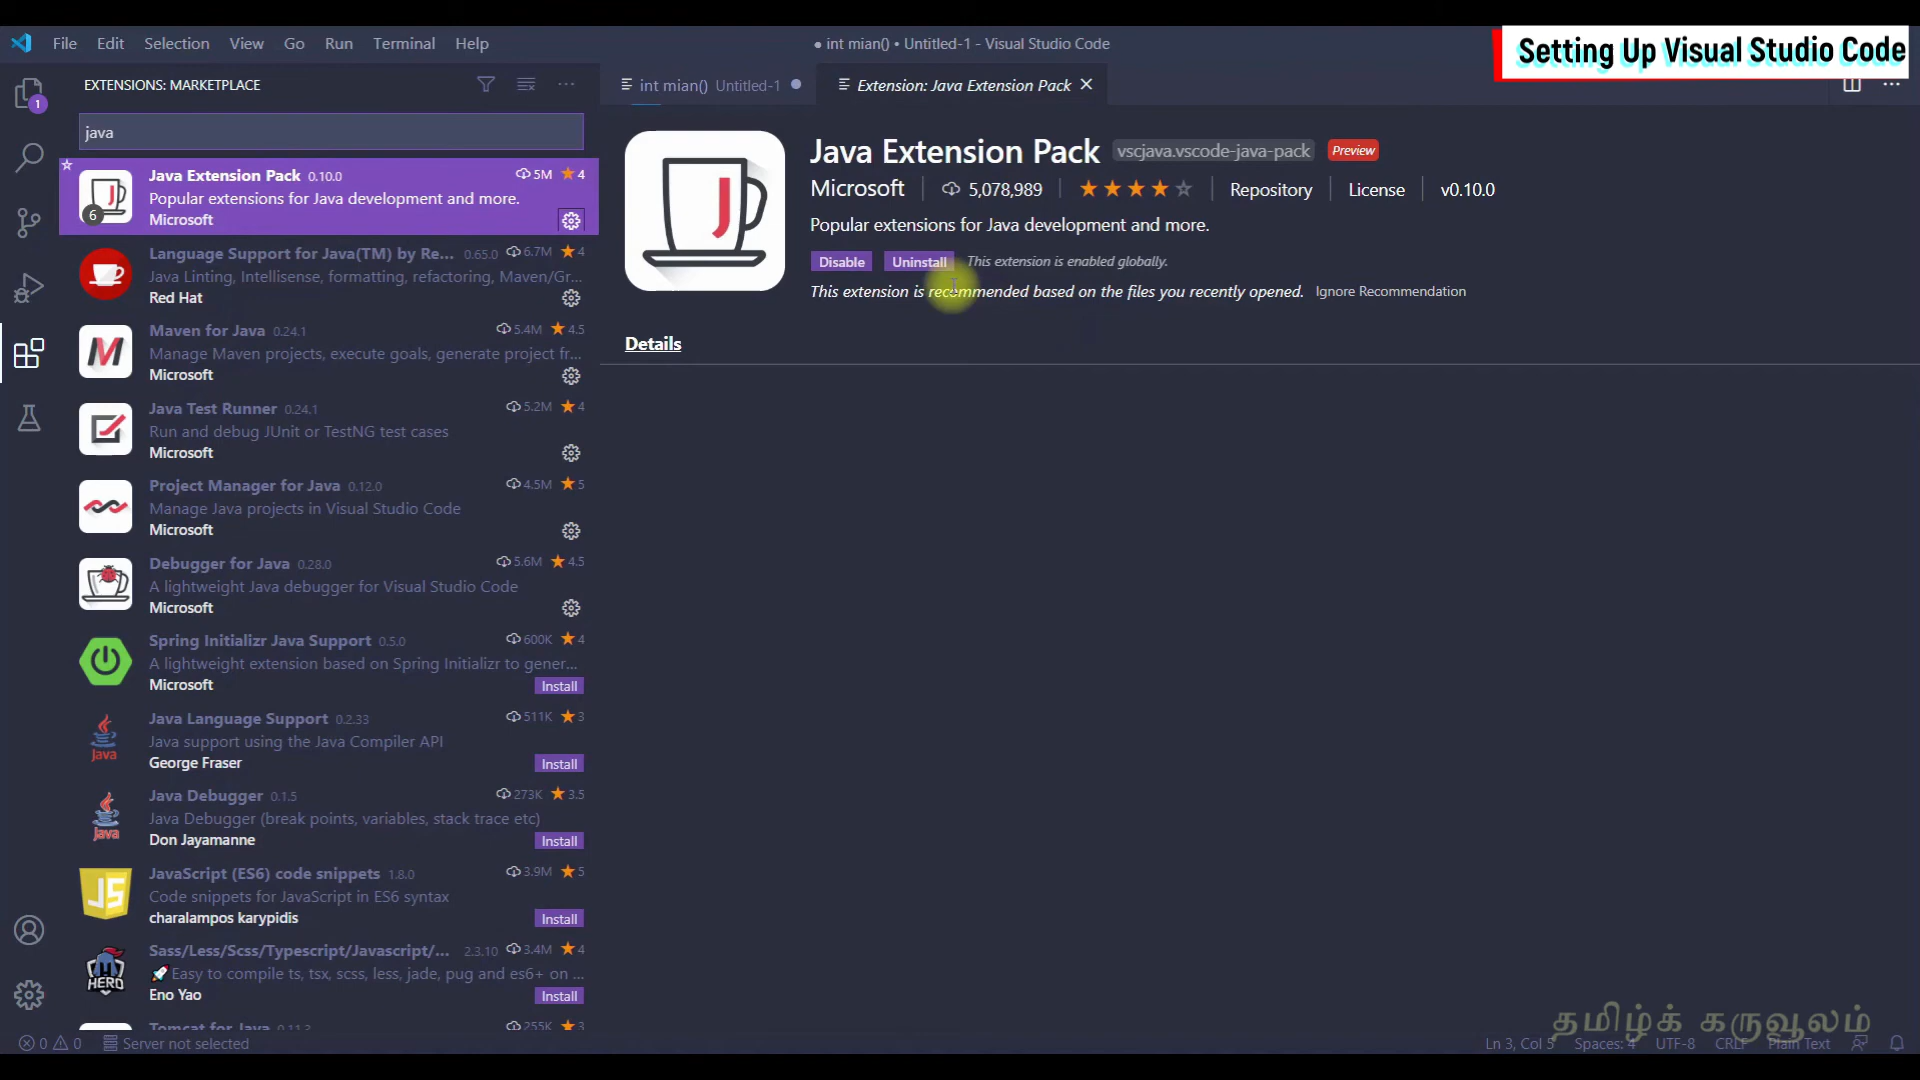 File Edit Selection View Go Run Terminal Help
● int mian() • Untitled-1 - Visual Studio Code
Setting Up Visual Studio Code
EXTENSIONS: MARKETPLACE
int mian() Untitled-1
Extension: Java Extension Pack
1
java
Java Extension Pack 0.10.0 5M 4
Popular extensions for Java development and more.
6
Microsoft
Language Support for Java(TM) by Re... 0.65.0 6.7M 4
Java Linting, Intellisense, formatting, refactoring, Maven/Gr...
Red Hat
Maven for Java 0.24.1 5.4M 4.5
Manage Maven projects, execute goals, generate project fr...
Microsoft
Java Test Runner 0.24.1 5.2M 4
Run and debug JUnit or TestNG test cases
Microsoft
Project Manager for Java 0.12.0 4.5M 5
Manage Java projects in Visual Studio Code
Microsoft
Debugger for Java 0.28.0 5.6M 4.5
A lightweight Java debugger for Visual Studio Code
Microsoft
Spring Initializr Java Support 0.5.0 600K 4
A lightweight extension based on Spring Initializr to gener...
Microsoft Install
Java Language Support 0.2.33 511K 3
Java support using the Java Compiler API
George Fraser Install
Java Debugger 0.1.5 273K 3.5
Java Debugger (break points, variables, stack trace etc)
Don Jayamanne Install
JavaScript (ES6) code snippets 1.8.0 3.9M 5
Code snippets for JavaScript in ES6 syntax
charalampos karypidis Install
Sass/Less/Scss/Typescript/Javascript/... 2.3.10 3.4M 4
🚀Easy to compile ts, tsx, scss, less, jade, pug and es6+ on ...
Eno Yao Install
Tomcat for Java 0.11.3 255K 3
Java Extension Pack vscjava.vscode-java-pack Preview
Microsoft 5,078,989 Repository License v0.10.0
Popular extensions for Java development and more.
Disable Uninstall This extension is enabled globally.
This extension is recommended based on the files you recently opened. Ignore Recommendation
Details
தமிழ்க் கருவூலம்
0 0 Server not selected
Ln 3, Col 5 Spaces: 4 UTF-8 CRLF Plain Text